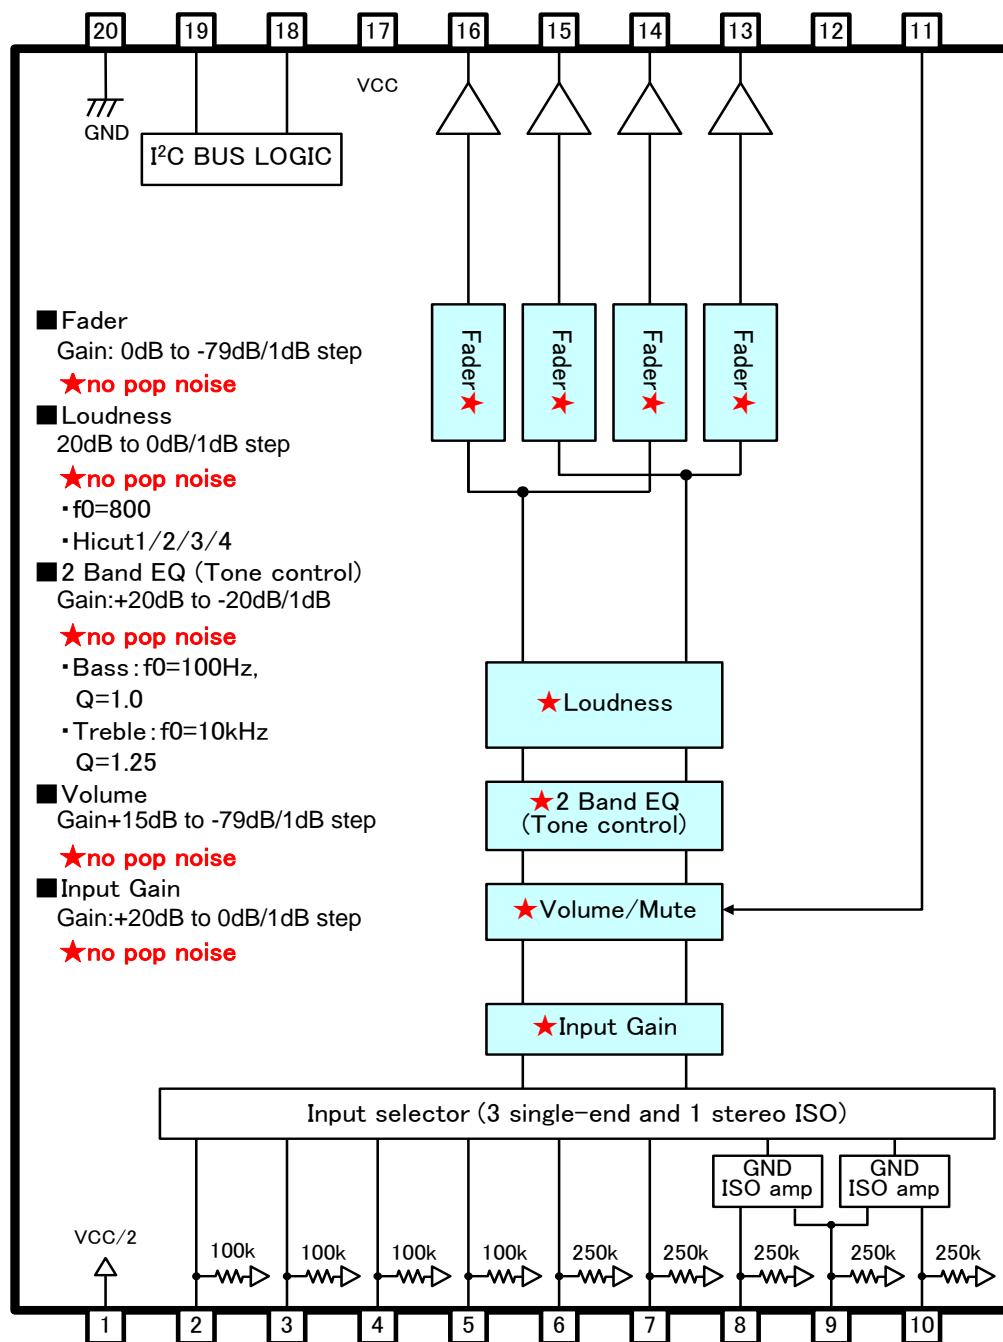 20 19 18 17 16 15 14 13 12 11
VCC
GND
I²C BUS LOGIC
■Fader
Gain: 0dB to -79dB/1dB step
★no pop noise
■Loudness
20dB to 0dB/1dB step
★no pop noise
・f0=800
・Hicut1/2/3/4
■2 Band EQ (Tone control)
Gain:+20dB to -20dB/1dB
★no pop noise
・Bass:f0=100Hz,
Q=1.0
・Treble:f0=10kHz
Q=1.25
■Volume
Gain+15dB to -79dB/1dB step
★no pop noise
■Input Gain
Gain:+20dB to 0dB/1dB step
★no pop noise
Fader★ Fader★ Fader★ Fader★
★Loudness
★2 Band EQ
(Tone control)
★Volume/Mute
★Input Gain
Input selector (3 single-end and 1 stereo ISO)
GND
ISO amp
GND
ISO amp
VCC/2
100k 100k 100k 100k 250k 250k 250k 250k 250k
1 2 3 4 5 6 7 8 9 10